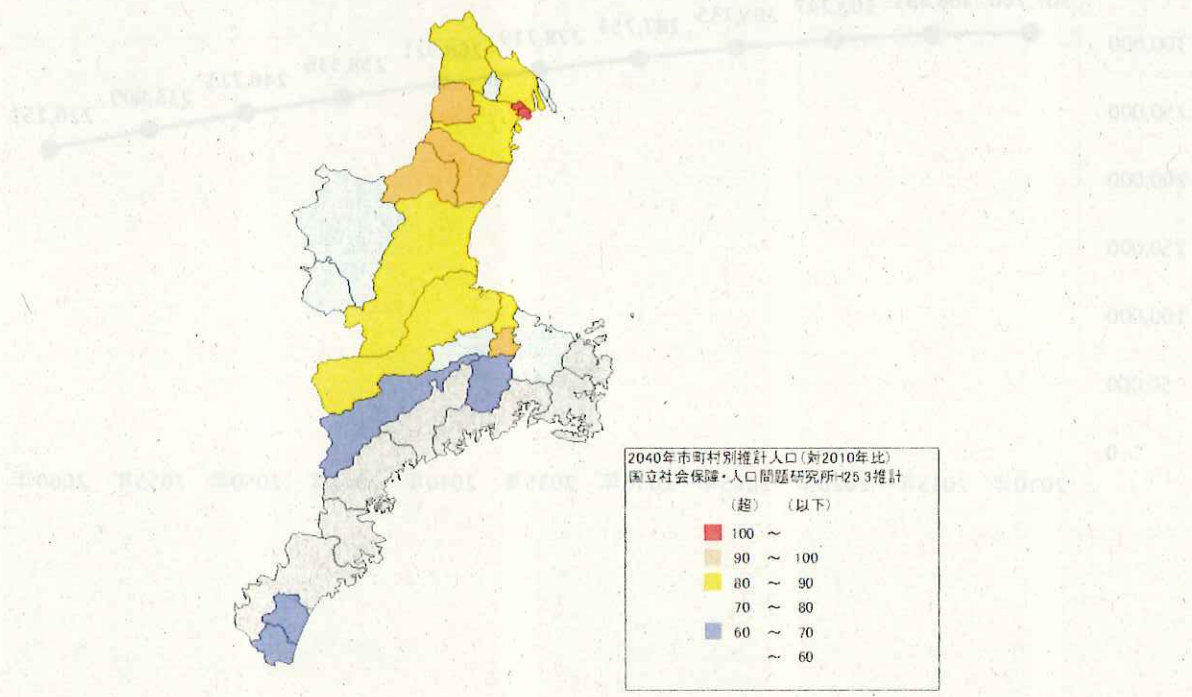 2040年市町村別推計人口(対2010年比)
国立社会保障・人口問題研究所H25.3推計
(超) (以下)
100 ~
90 ~ 100
80 ~ 90
70 ~ 80
60 ~ 70
~ 60